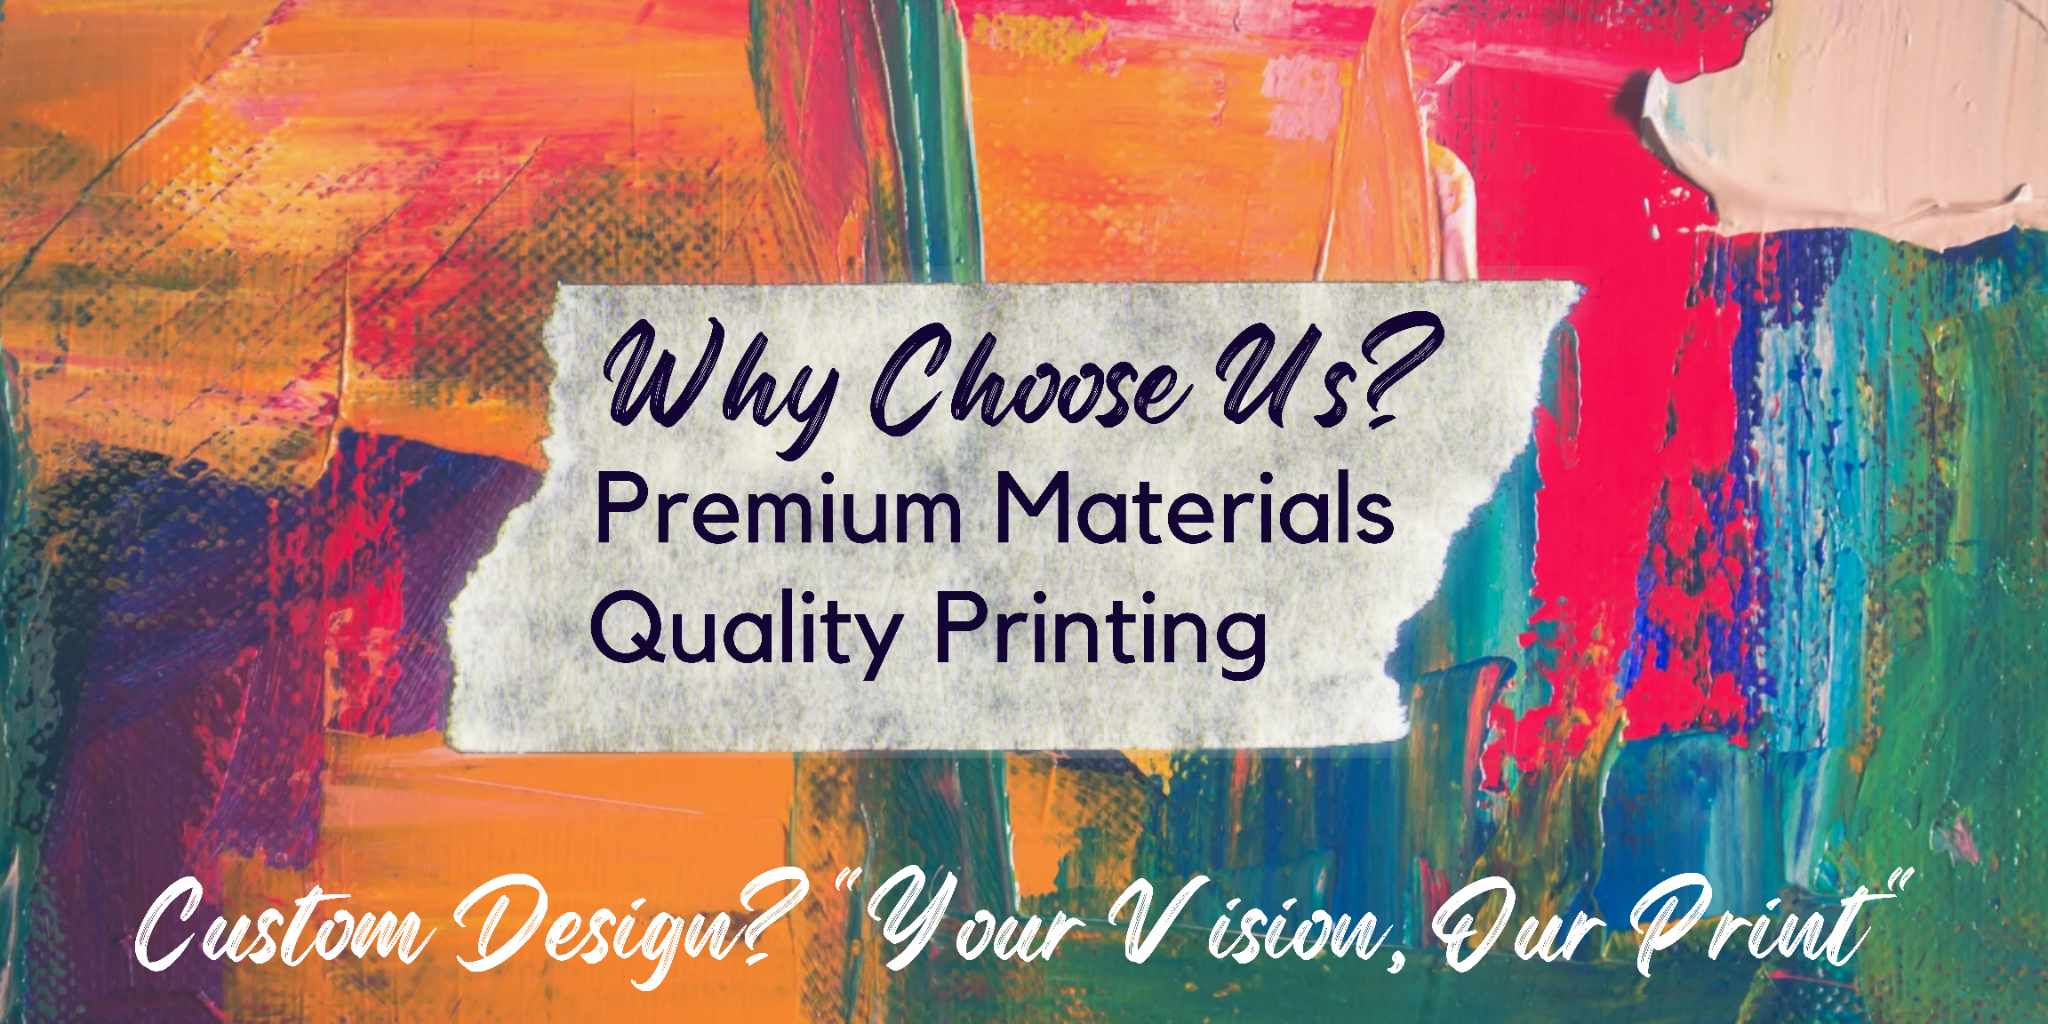 Why Choose Us?
Premium Materials
Quality Printing
Custom Design? “Your Vision, Our Print“